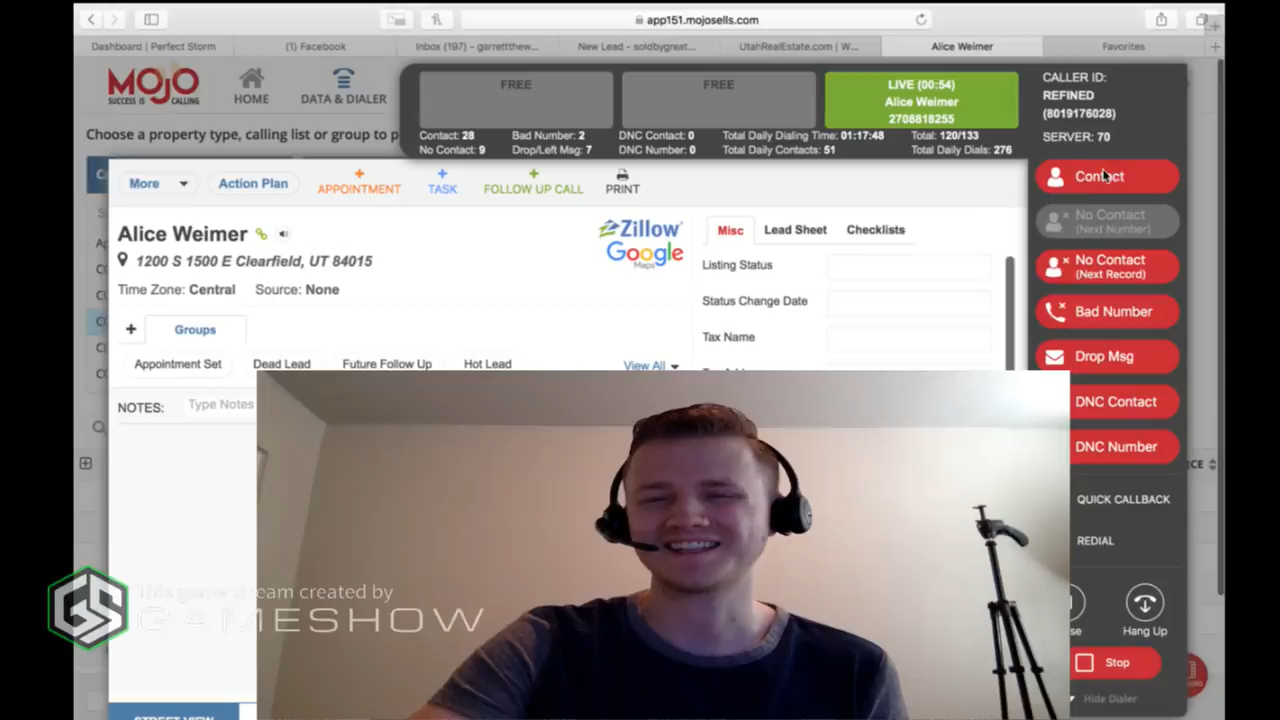 app151.mojosells.com
Dashboard | Perfect Storm
(1) Facebook
Inbox (197) - garrettthew...
New Lead - soldbygreat...
UtahRealEstate.com | W...
Alice Weimer
Favorites
MOJO
SUCCESS IS CALLING
HOME
DATA & DIALER
FREE
FREE
LIVE (00:54)
Alice Weimer
2708818255
CALLER ID:
REFINED
(8019176028)
SERVER: 70
Contact: 28
Bad Number: 2
DNC Contact: 0
Total Daily Dialing Time: 01:17:48
Total: 120/133
No Contact: 9
Drop/Left Msg: 7
DNC Number: 0
Total Daily Contacts: 51
Total Daily Dials: 276
Choose a property type, calling list or group to p
More
Action Plan
APPOINTMENT
TASK
FOLLOW UP CALL
PRINT
Alice Weimer
1200 S 1500 E Clearfield, UT 84015
Time Zone: Central Source: None
Zillow
Google
Maps
Groups
Appointment Set
Dead Lead
Future Follow Up
Hot Lead
View All
NOTES:
Type Notes
Misc
Lead Sheet
Checklists
Listing Status
Status Change Date
Tax Name
Contact
No Contact
(Next Number)
No Contact
(Next Record)
Bad Number
Drop Msg
DNC Contact
DNC Number
QUICK CALLBACK
REDIAL
Hang Up
Stop
Hide Dialer
This game stream created by
GAMESHOW
GS
STREET VIEW